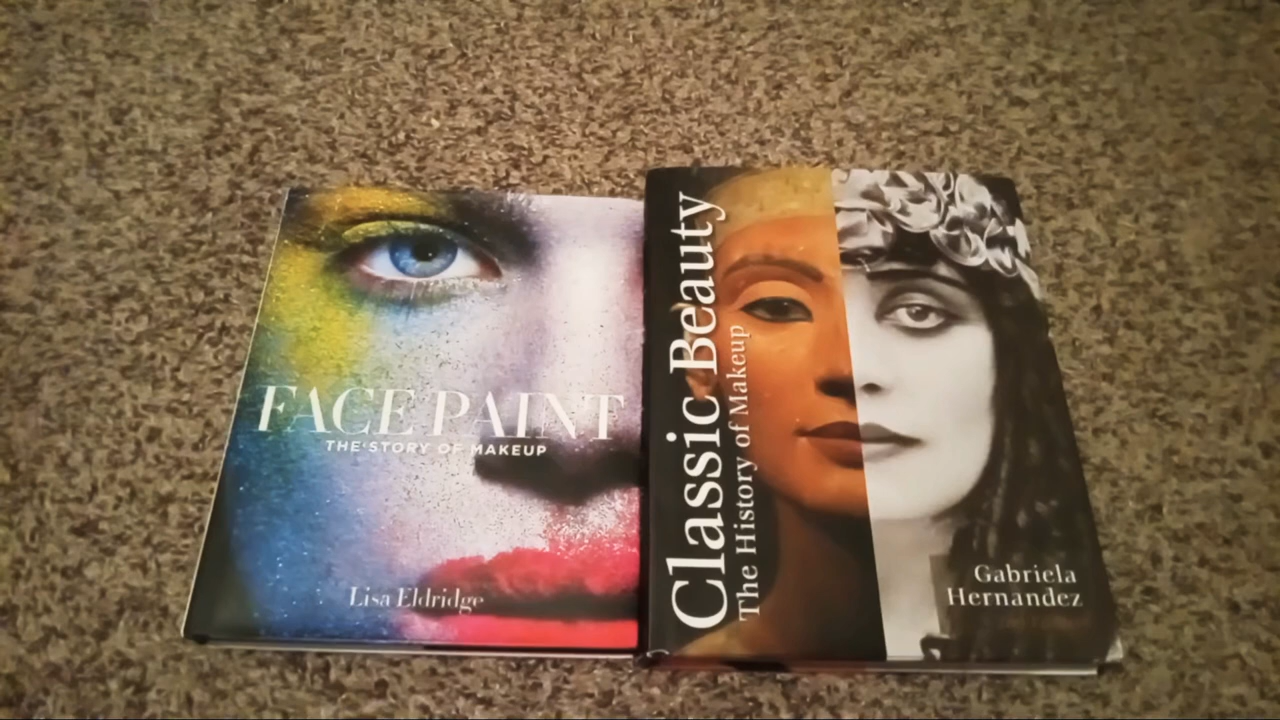 FACE PAINT
THE STORY OF MAKEUP
Lisa Eldridge
Classic Beauty
The History of Makeup
Gabriela
Hernandez